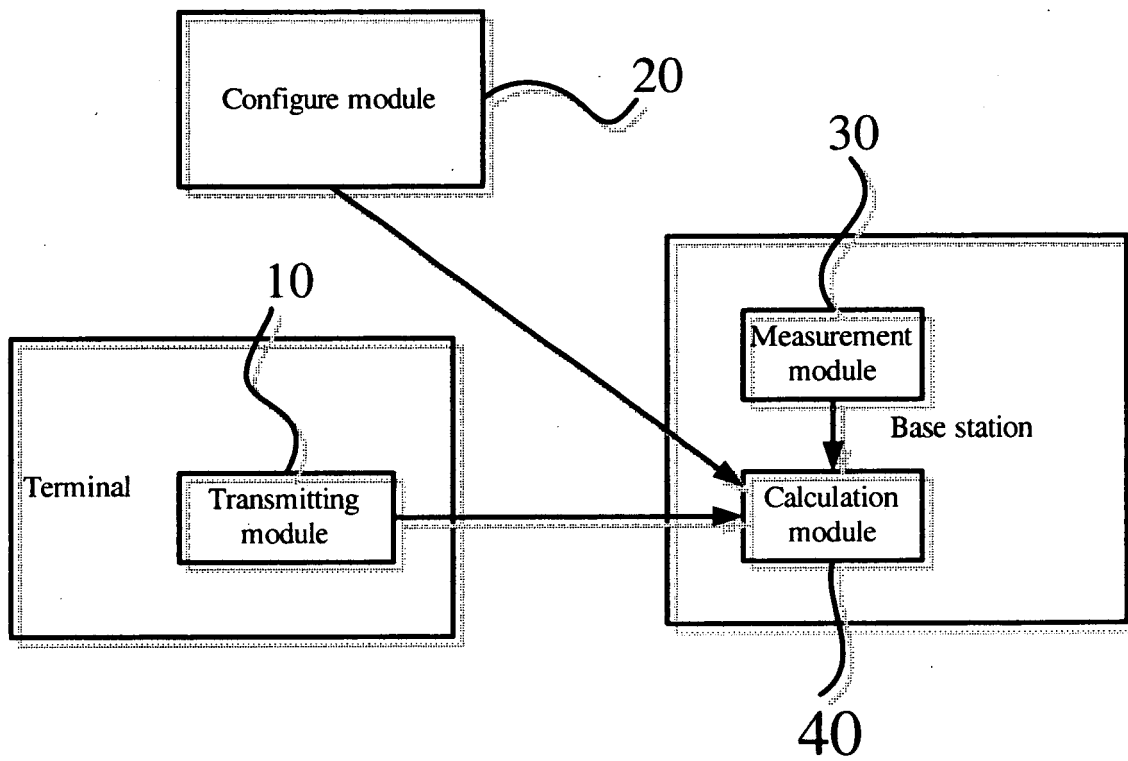 Configure module
20
30
10
Measurement
module
Base station
Terminal
Transmitting
module
Calculation
module
40